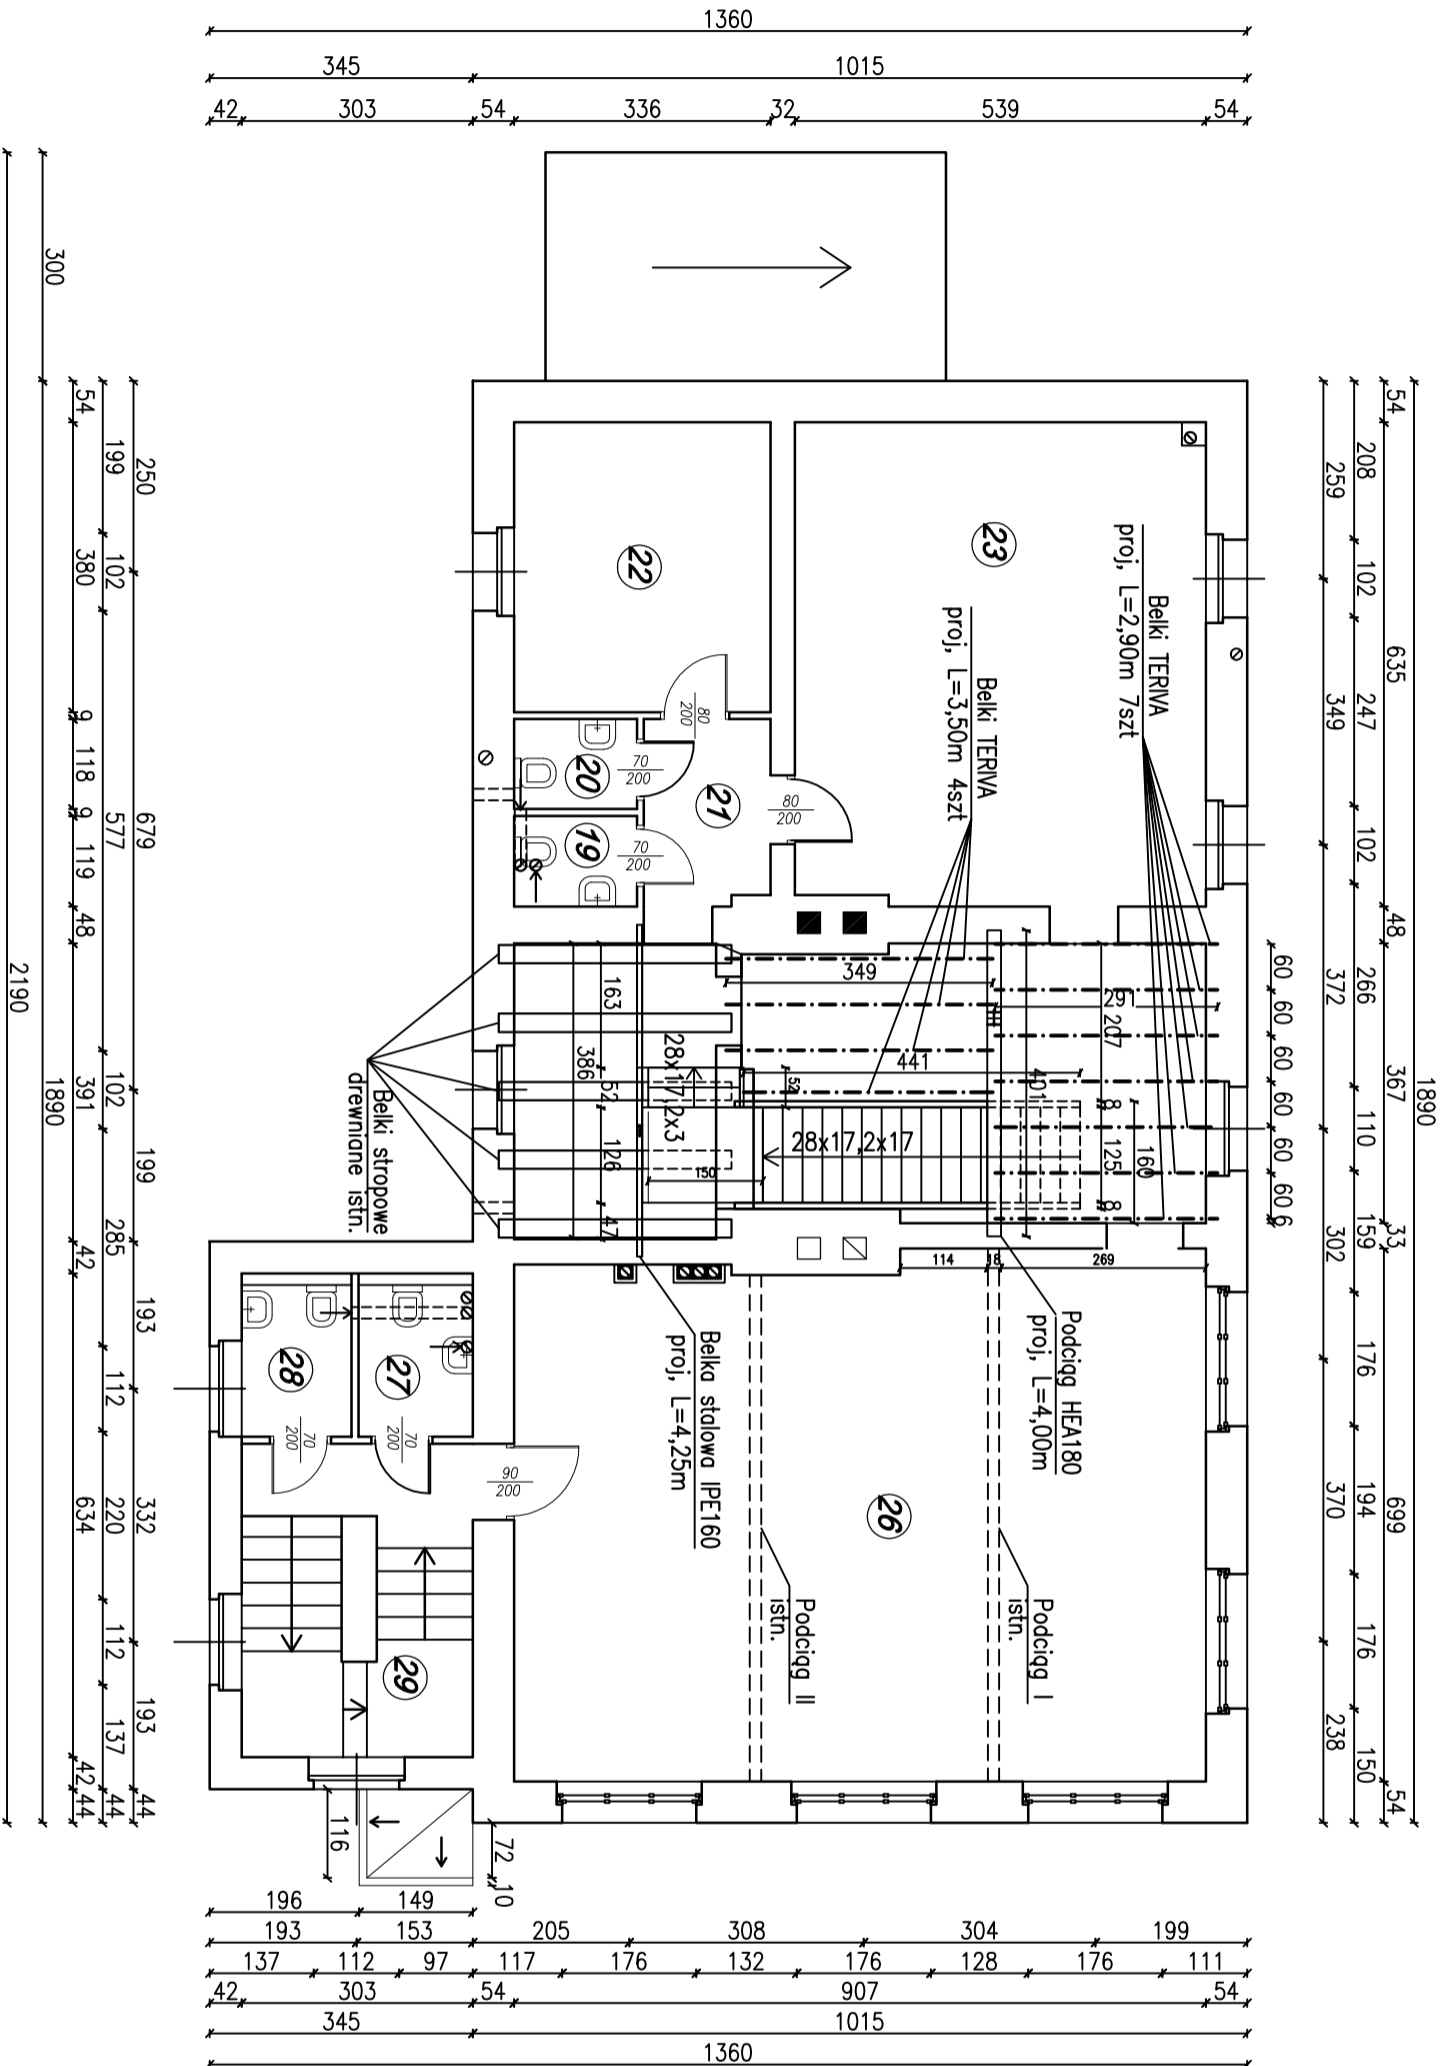 1360
345 1015
42 303 54 336 32 539 54
1890
54 635 48 367 33 699 54
208 102 247 102 266 110 159 176 194 176 150
259 349 372 302 370 238
60 60 60 60 60 60 6
300
2190
1890
54 380 9 118 9 119 48 391 42 634 42 44
199 102 577 102 285 112 220 112 137 44
250 679 199 193 332 193 44
23
Belki TERIVA
proj, L=2,90m 7szt
Belki TERIVA
proj, L=3,50m 4szt
22
80
200
20
70
200
21
80
200
19
70
200
349
291
207
441
401
52
8
125
8
160
163
386
52
126
47
28x17,2x3
28x17,2x17
150
Belki stropowe
drewniane istn.
114 18 269
Podciąg HEA180
proj, L=4,00m
Belka stalowa IPE160
proj, L=4,25m
26
Podciąg I
istn.
Podciąg II
istn.
28
27
70
200
70
200
90
200
29
116
72
10
196 149
193 153 205 308 304 199
137 112 97 117 176 132 176 128 176 111
42 303 54 907 54
345 1015
1360